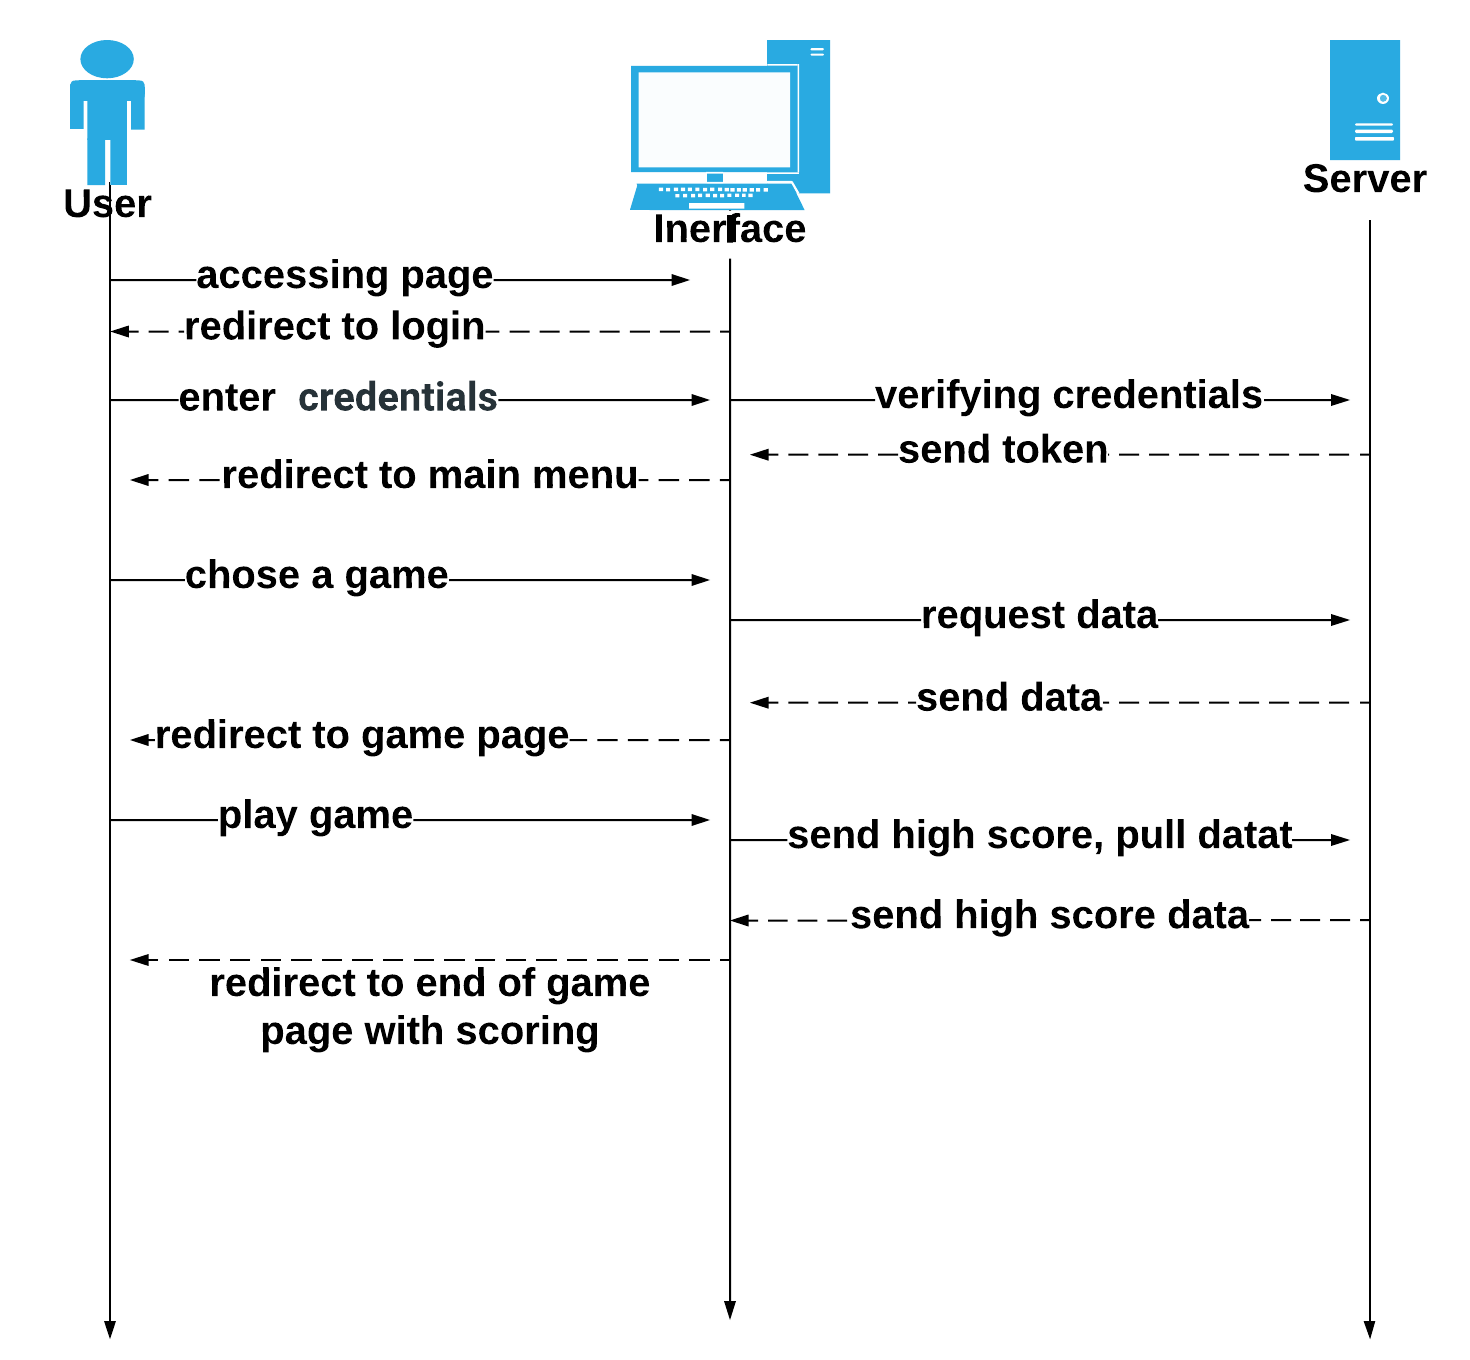 User
Inerface
Server
accessing page
redirect to login
enter credentials
verifying credentials
send token
redirect to main menu
chose a game
request data
send data
redirect to game page
play game
send high score, pull datat
send high score data
redirect to end of game
page with scoring